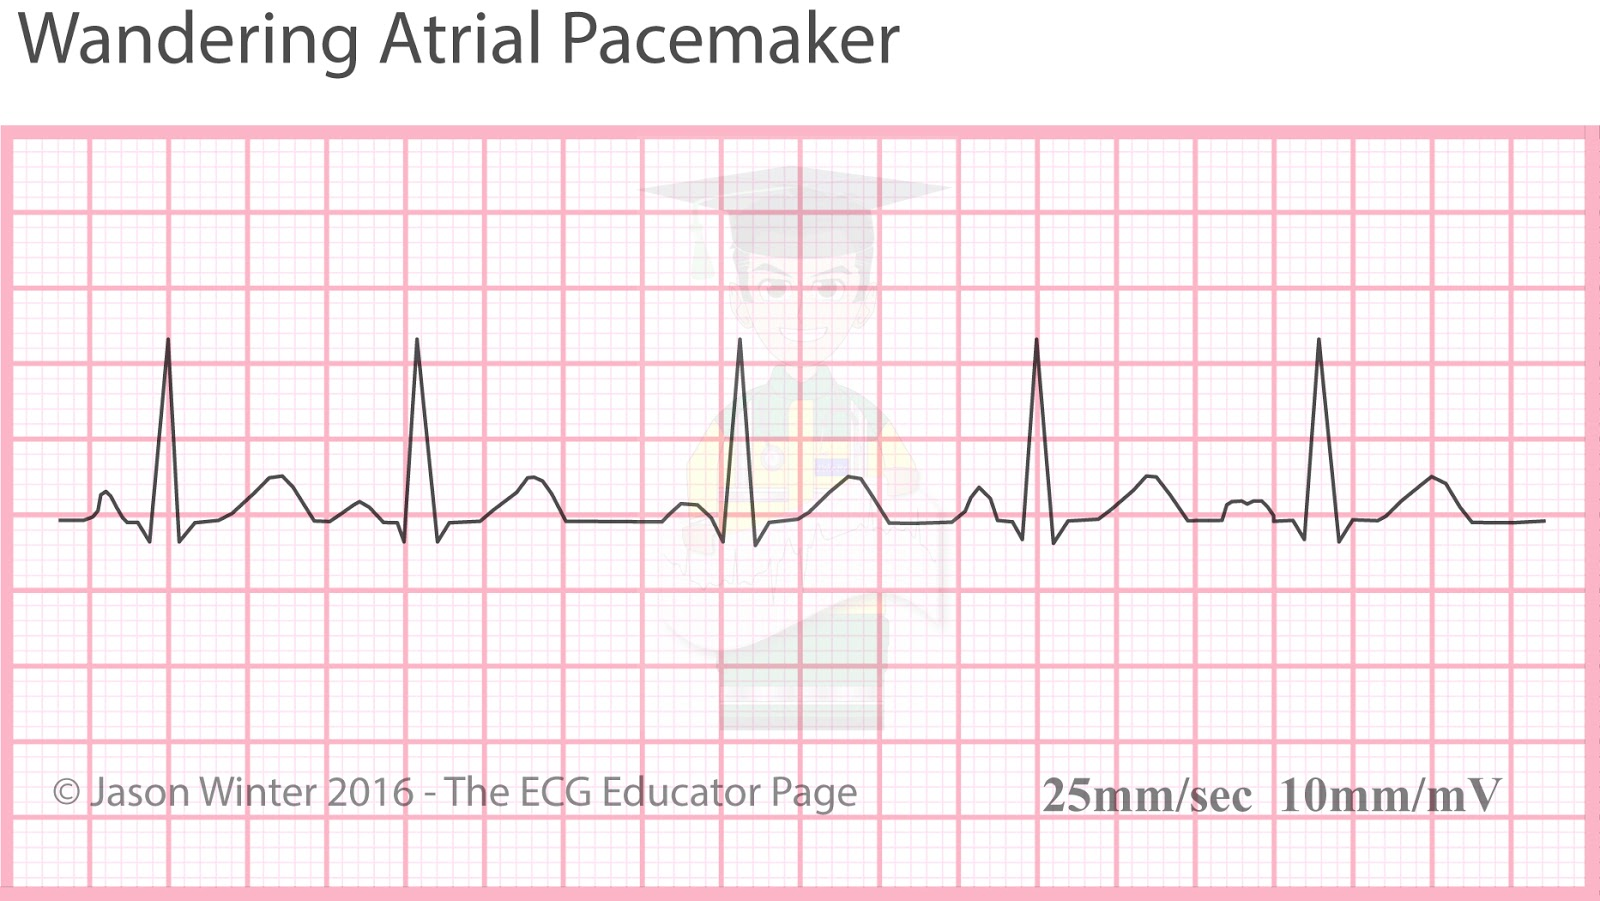 Wandering Atrial Pacemaker
© Jason Winter 2016 - The ECG Educator Page
25mm/sec 10mm/mV